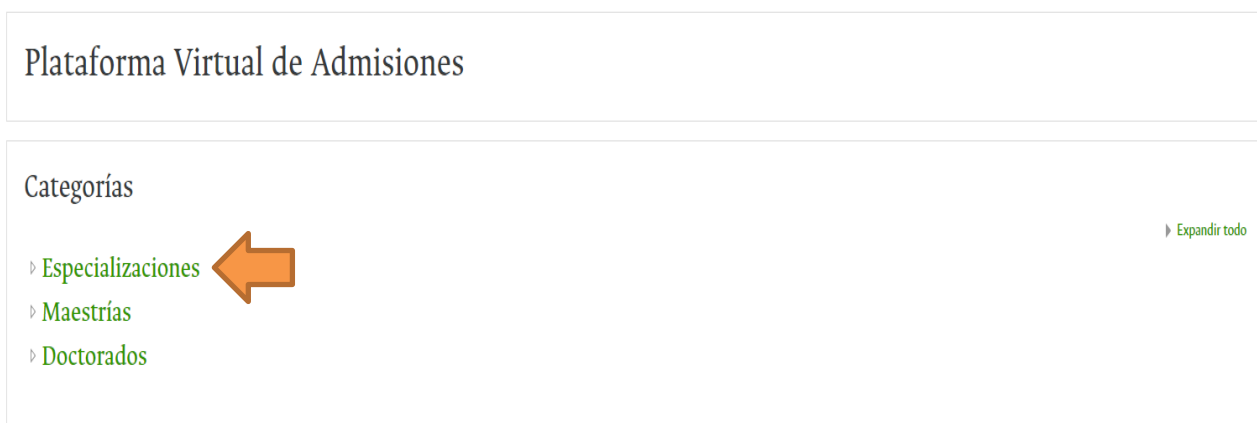 Plataforma Virtual de Admisiones
Categorías
Expandir todo
Especializaciones
Maestrías
Doctorados